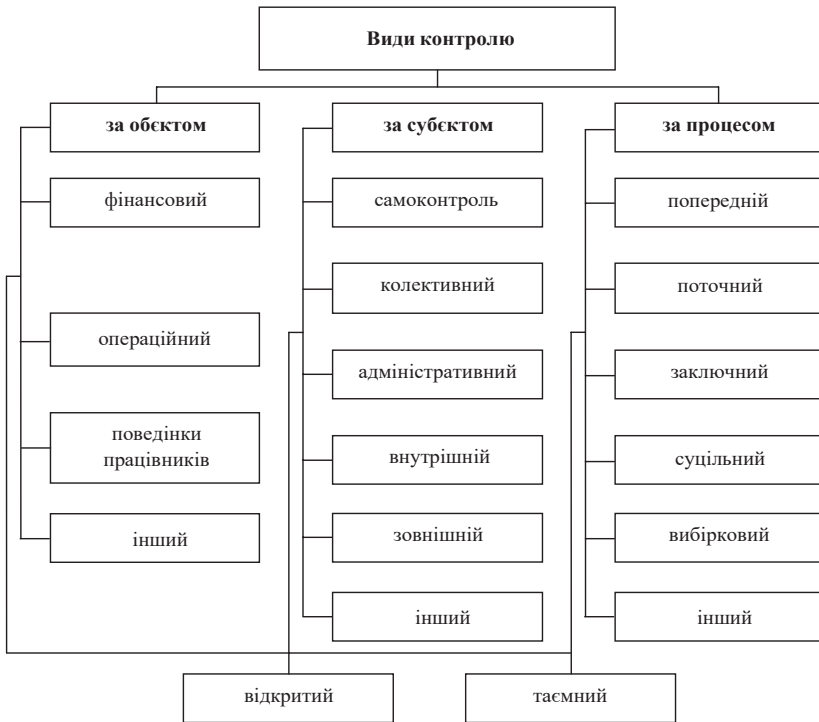 Види контролю
за обєктом
фінансовий
операційний
поведінки
працівників
інший
за субєктом
самоконтроль
колективний
адміністративний
внутрішній
зовнішній
інший
за процесом
попередній
поточний
заключний
суцільний
вибірковий
інший
відкритий
таємний